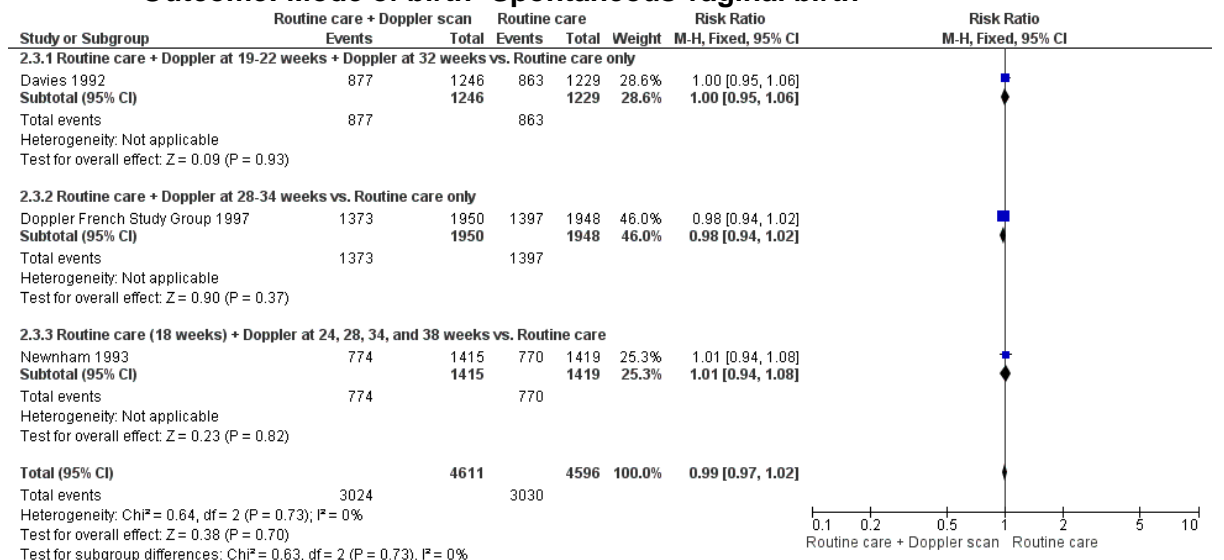 Outcome: Mode of birth- Spontaneous vaginal birth
Routine care + Doppler scan Routine care Risk Ratio Risk Ratio
Study or Subgroup Events Total Events Total Weight M-H, Fixed, 95% CI M-H, Fixed, 95% CI
2.3.1 Routine care + Doppler at 19-22 weeks + Doppler at 32 weeks vs. Routine care only
Davies 1992 877 1246 863 1229 28.6% 1.00 [0.95, 1.06]
Subtotal (95% CI) 1246 1229 28.6% 1.00 [0.95, 1.06]
Total events 877 863
Heterogeneity: Not applicable
Test for overall effect: Z = 0.09 (P = 0.93)
2.3.2 Routine care + Doppler at 28-34 weeks vs. Routine care only
Doppler French Study Group 1997 1373 1950 1397 1948 46.0% 0.98 [0.94, 1.02]
Subtotal (95% CI) 1950 1948 46.0% 0.98 [0.94, 1.02]
Total events 1373 1397
Heterogeneity: Not applicable
Test for overall effect: Z = 0.90 (P = 0.37)
2.3.3 Routine care (18 weeks) + Doppler at 24, 28, 34, and 38 weeks vs. Routine care
Newnham 1993 774 1415 770 1419 25.3% 1.01 [0.94, 1.08]
Subtotal (95% CI) 1415 1419 25.3% 1.01 [0.94, 1.08]
Total events 774 770
Heterogeneity: Not applicable
Test for overall effect: Z = 0.23 (P = 0.82)
Total (95% CI) 4611 4596 100.0% 0.99 [0.97, 1.02]
Total events 3024 3030
Heterogeneity: Chi² = 0.64, df = 2 (P = 0.73); I² = 0%
Test for overall effect: Z = 0.38 (P = 0.70)
Test for subgroup differences: Chi² = 0.63, df = 2 (P = 0.73), I² = 0%
0.1 0.2 0.5 1 2 5 10
Routine care + Doppler scan Routine care